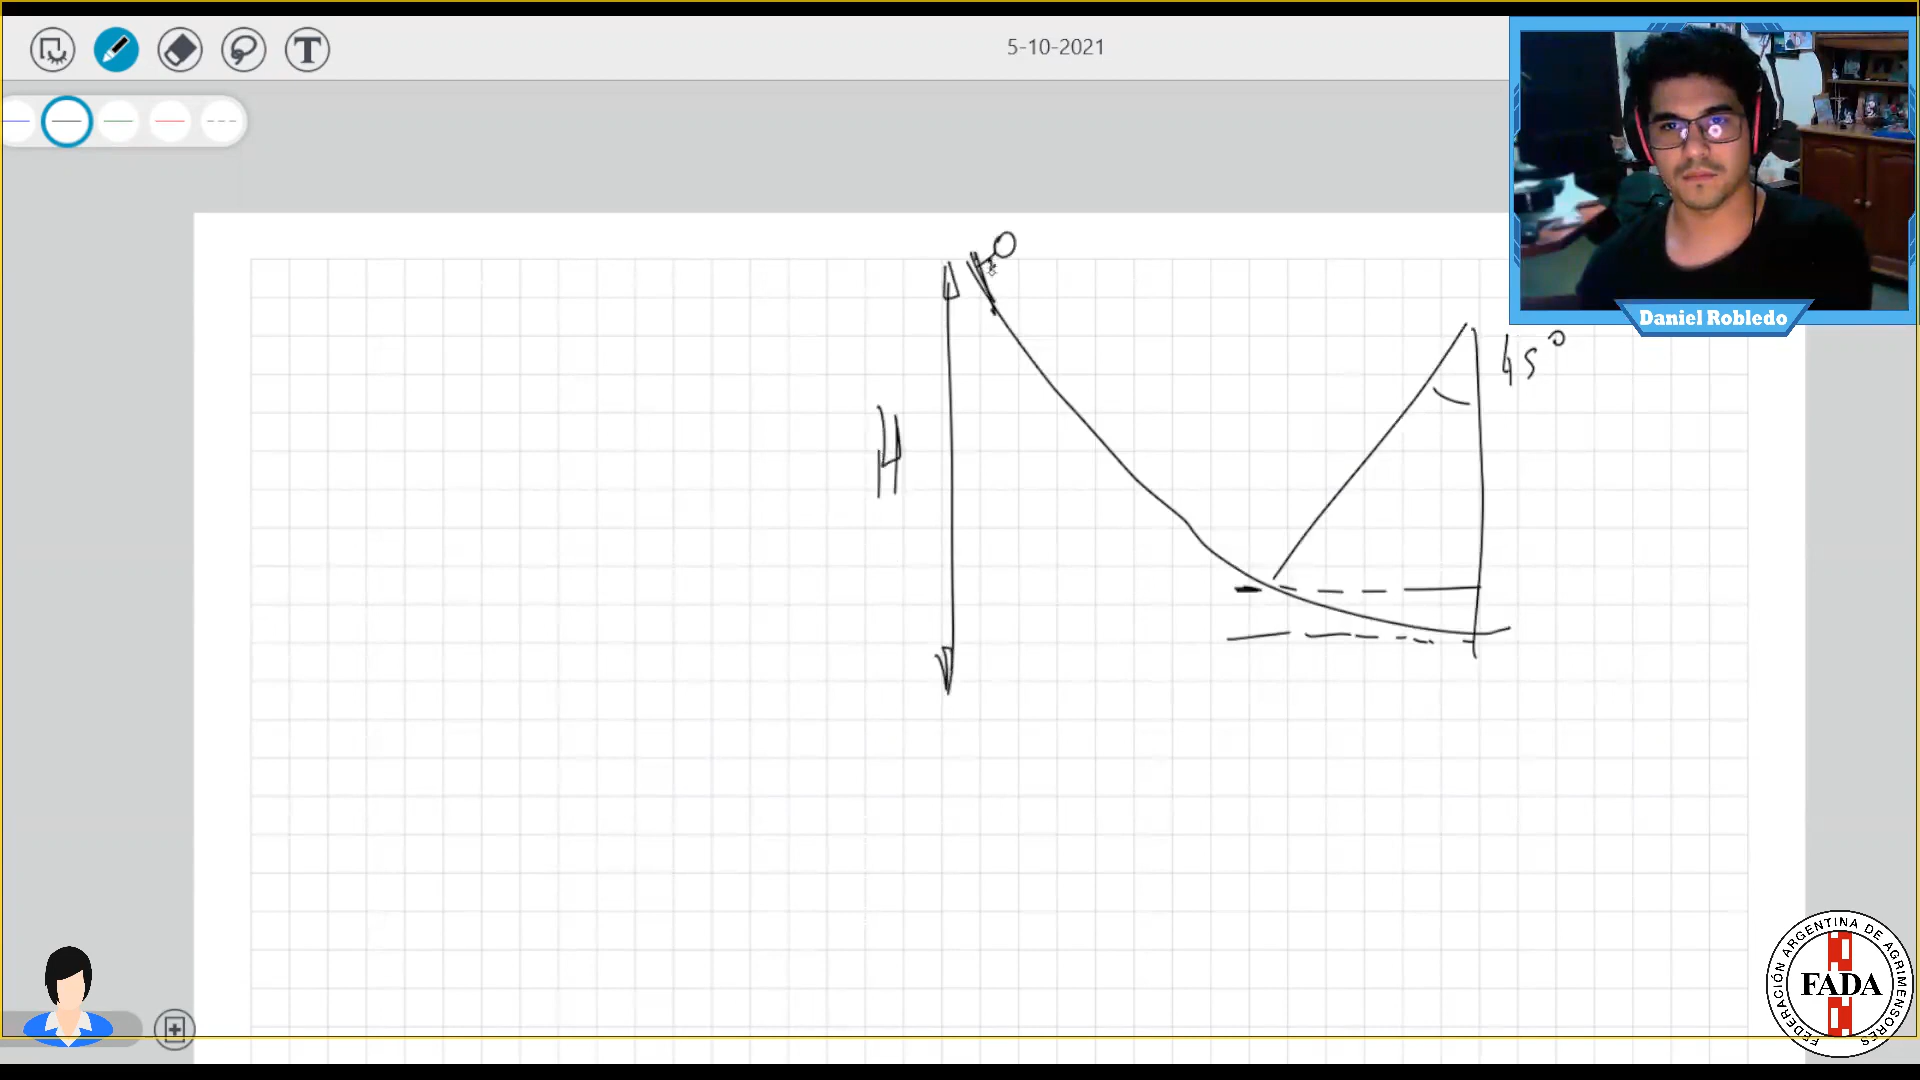 5-10-2021
Daniel Robledo
H
45°
FEDERACIÓN ARGENTINA DE AGRIMENSORES
FADA